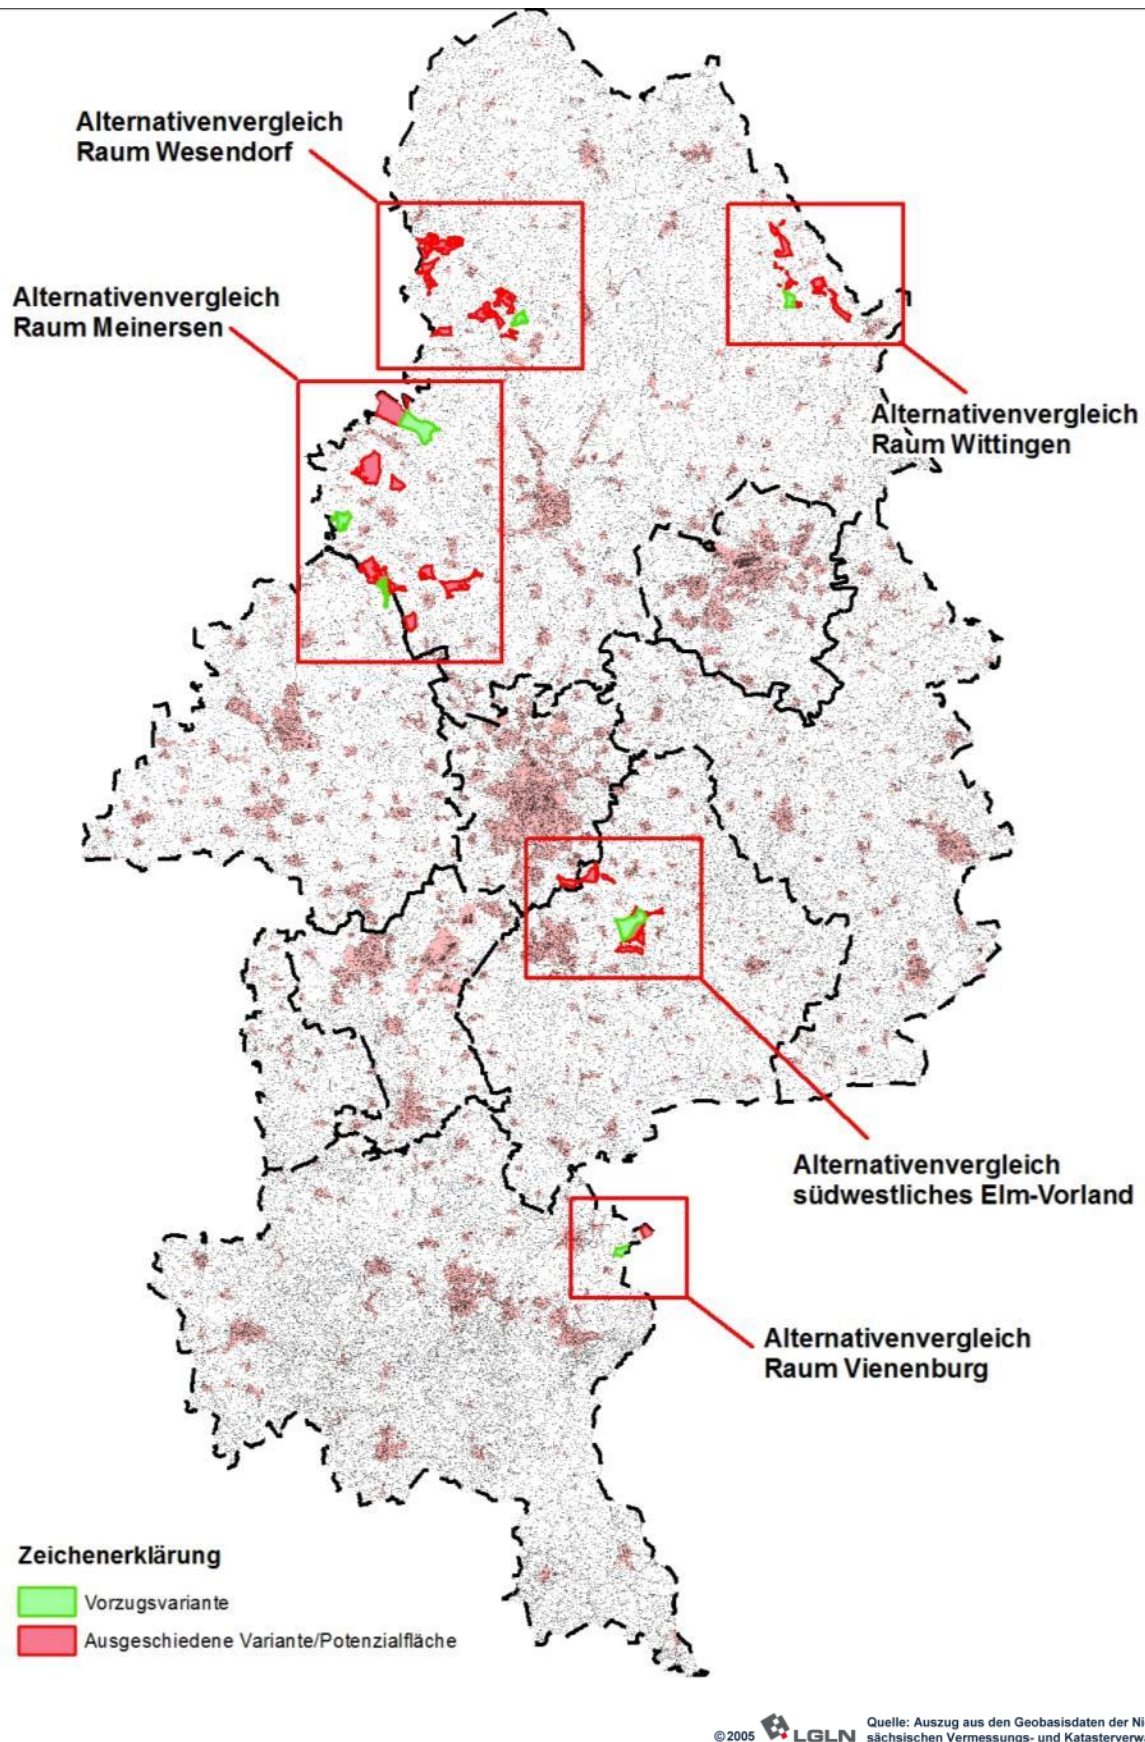 Alternativenvergleich
Raum Wesendorf
Alternativenvergleich
Raum Meinersen
Alternativenvergleich
Raum Wittingen
Alternativenvergleich
südwestliches Elm-Vorland
Alternativenvergleich
Raum Vienenburg
Zeichenerklärung
Vorzugsvariante
Ausgeschiedene Variante/Potenzialfläche
©2005 LGLN
Quelle: Auszug aus den Geobasisdaten der Ni
sächsischen Vermessungs- und Katasterverw